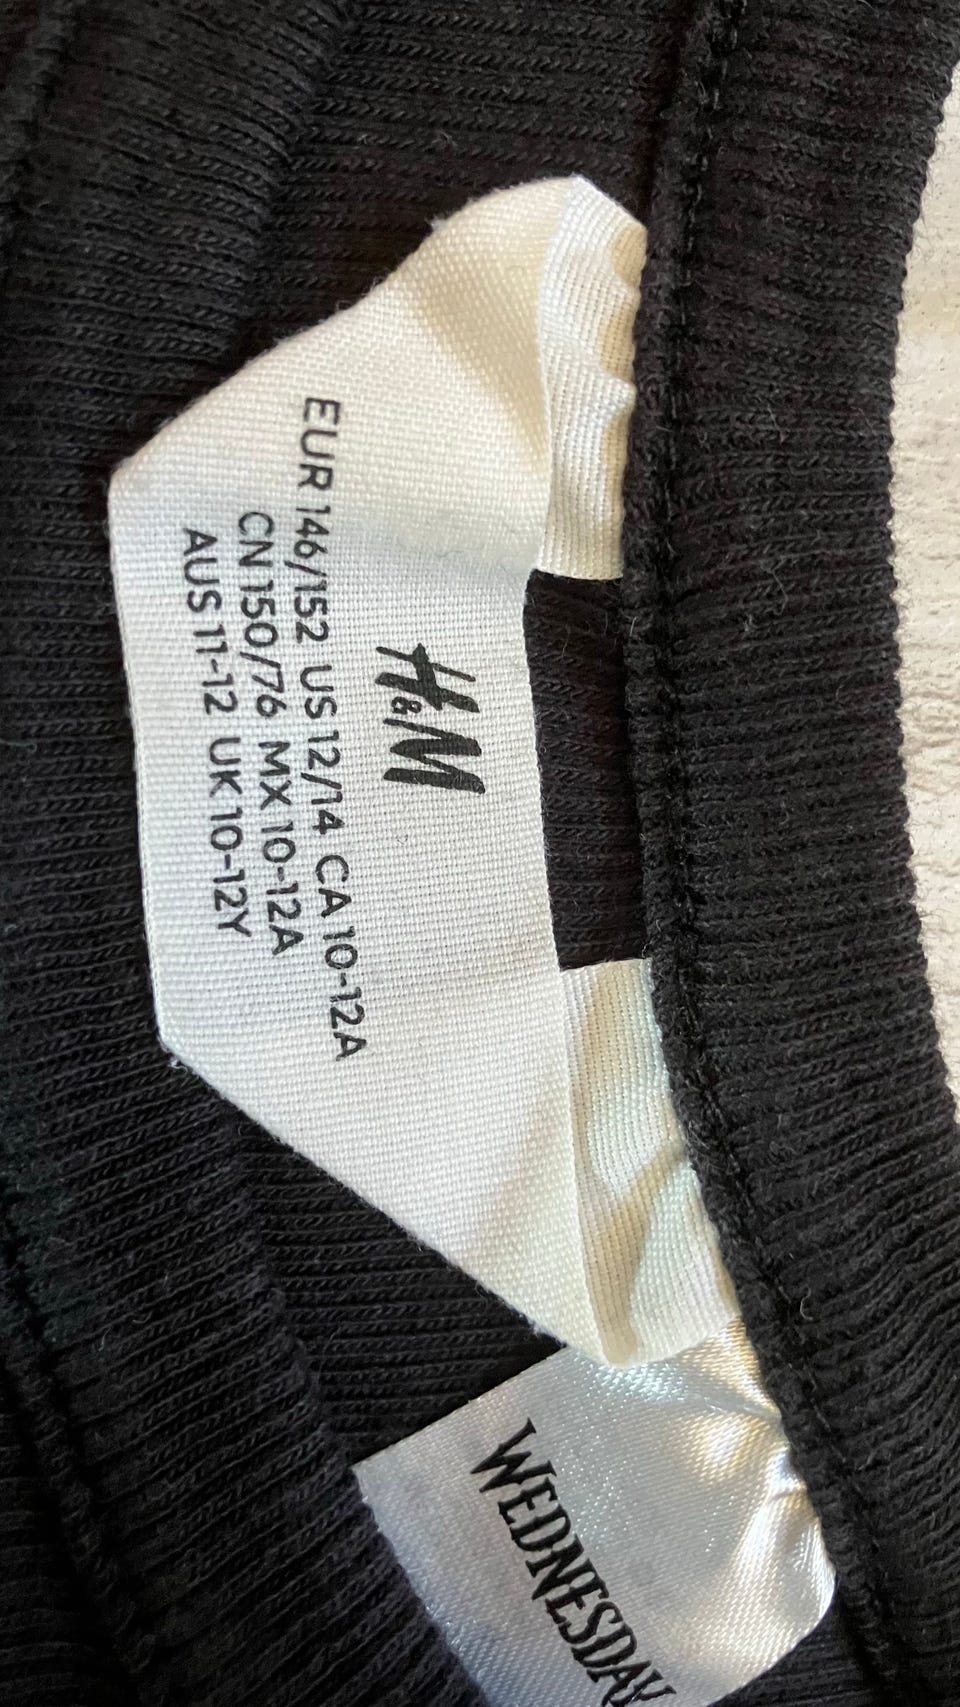 H&M
EUR 146/152 US 12/14 CA 10-12A
CN 150/76 MX 10-12A
AUS 11-12 UK 10-12Y
WEDNESDAY